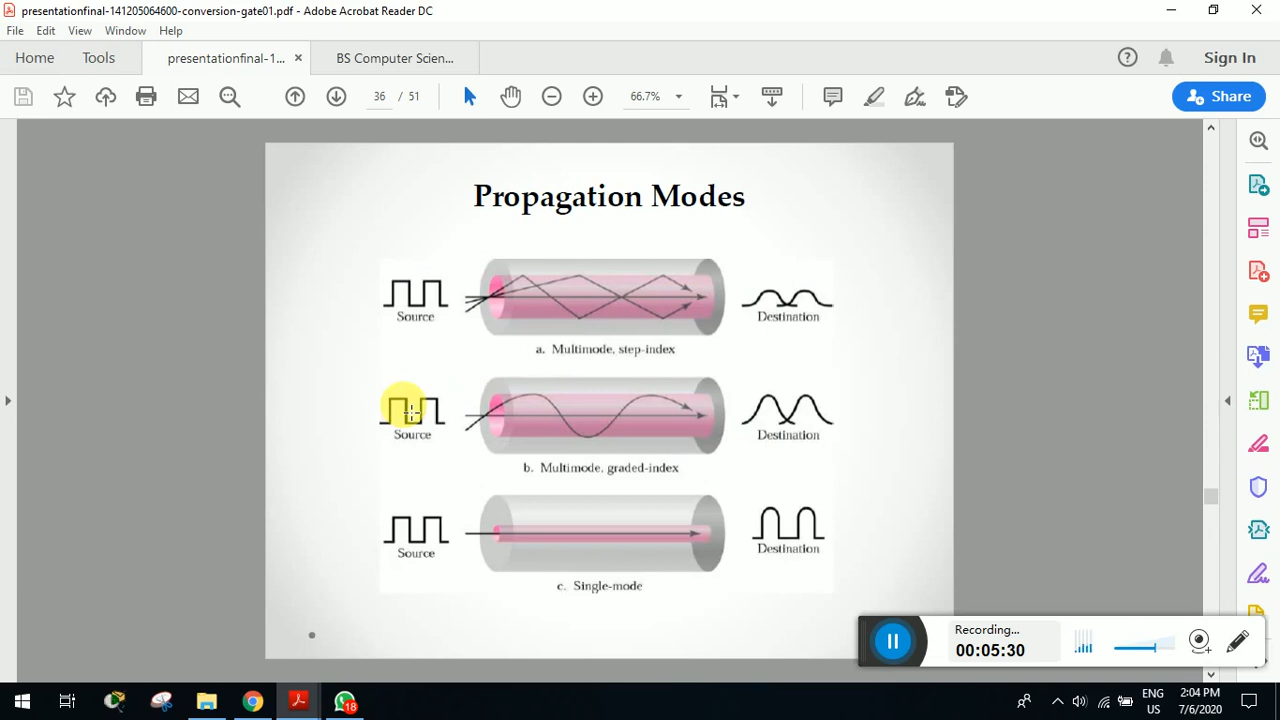 presentationfinal-141205064600-conversion-gate01.pdf - Adobe Acrobat Reader DC
File Edit View Window Help
Home Tools presentationfinal-1... × BS Computer Scien... Sign In
36 / 51 66.7% Share
Propagation Modes
Source Destination
a. Multimode, step-index
Source Destination
b. Multimode, graded-index
Source Destination
c. Single-mode
Recording...
00:05:30
18
ENG
US
2:04 PM
7/6/2020